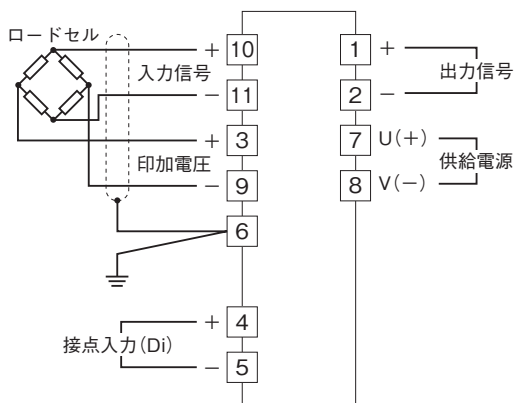 ロードセル
+ 10
入力信号
− 11
+ 3
印加電圧
− 9
6
+ 4
接点入力(Di)
− 5
1 +
出力信号
2 −
7 U(+)
供給電源
8 V(−)